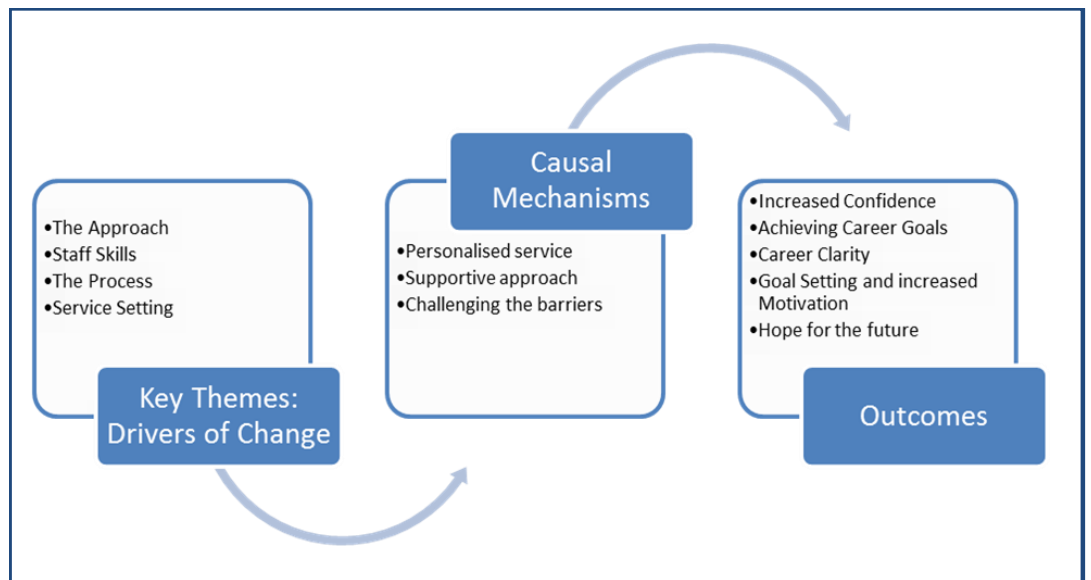 •The Approach
•Staff Skills
•The Process
•Service Setting
Key Themes:
Drivers of Change
Causal
Mechanisms
•Personalised service
•Supportive approach
•Challenging the barriers
•Increased Confidence
•Achieving Career Goals
•Career Clarity
•Goal Setting and increased
Motivation
•Hope for the future
Outcomes